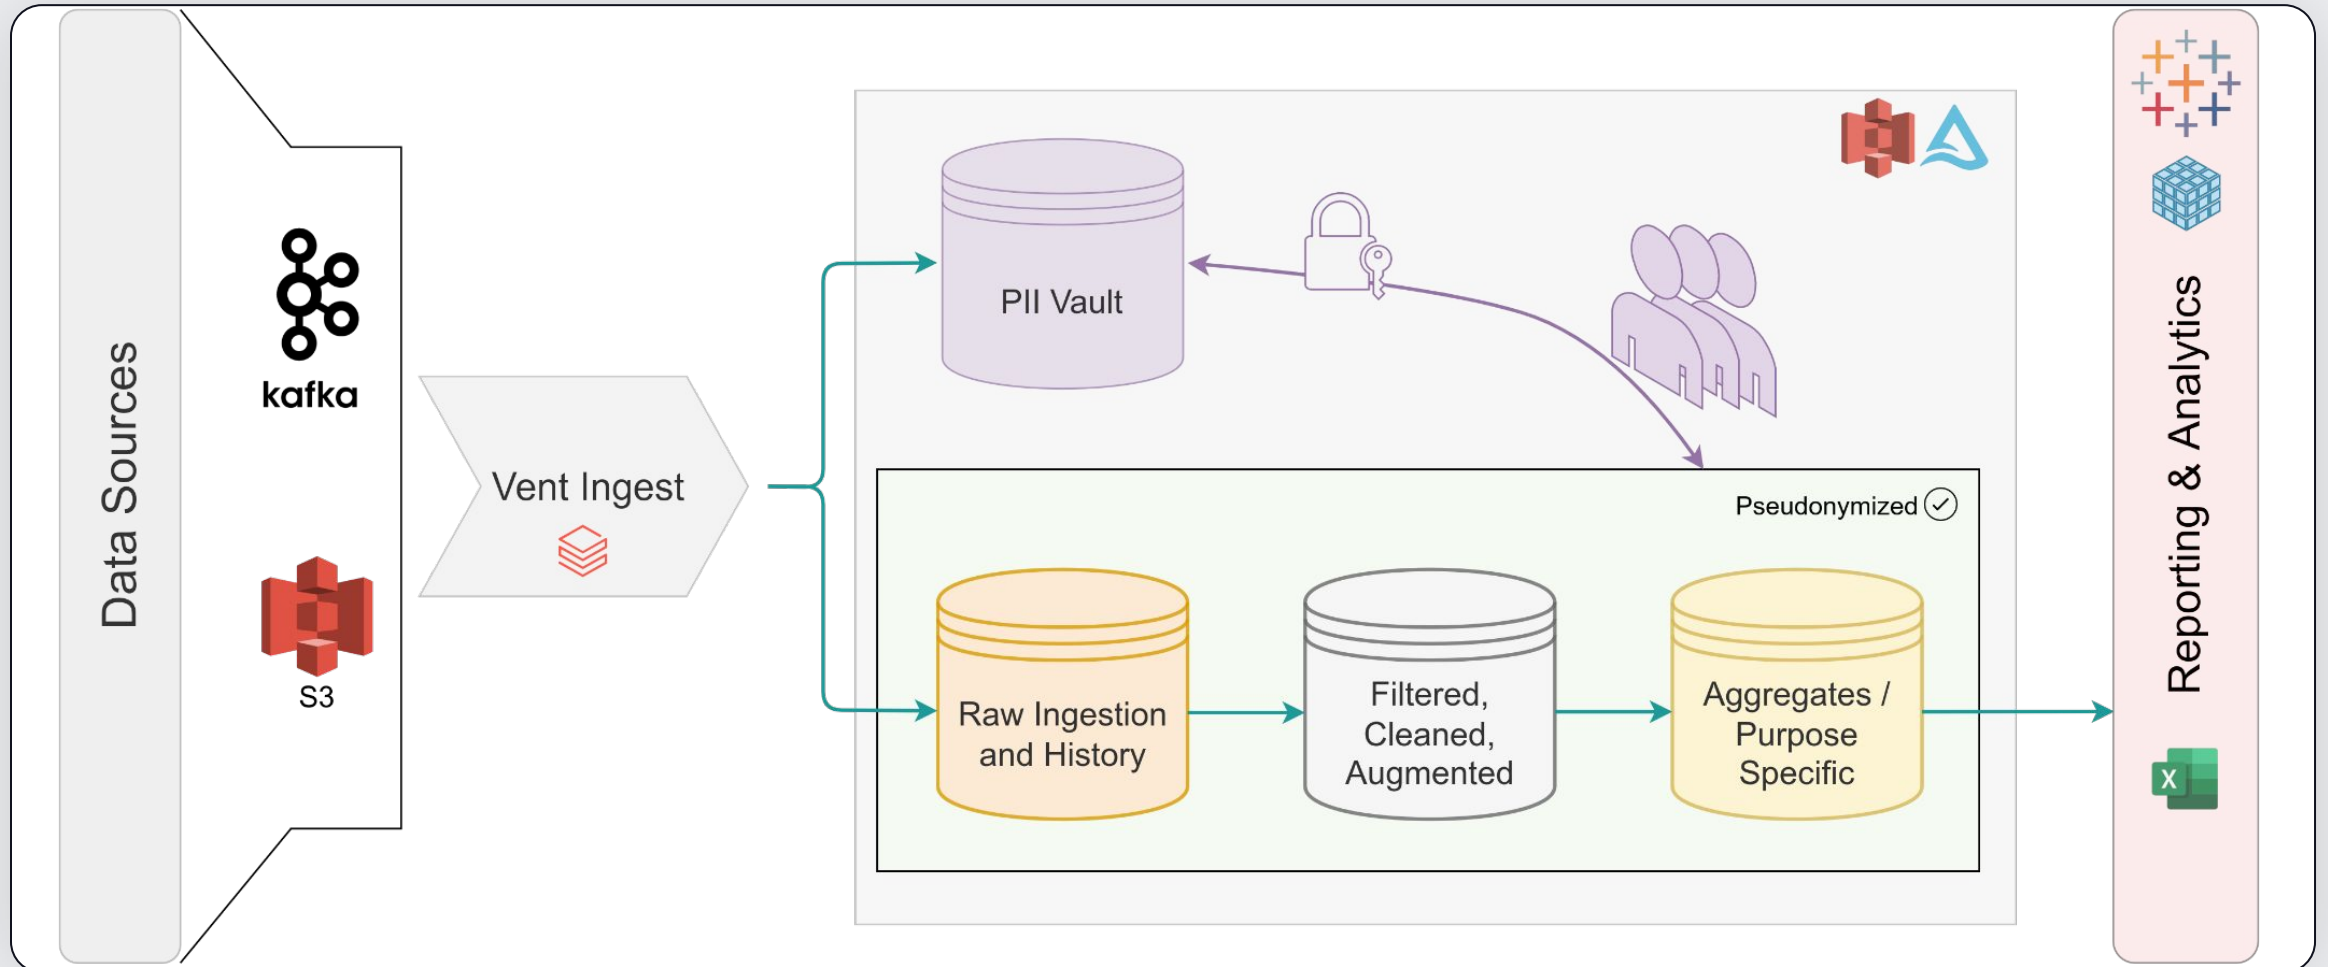 Data Sources
kafka
S3
Vent Ingest
PII Vault
Pseudonymized
Raw Ingestion
and History
Filtered,
Cleaned,
Augmented
Aggregates /
Purpose
Specific
Reporting & Analytics
X